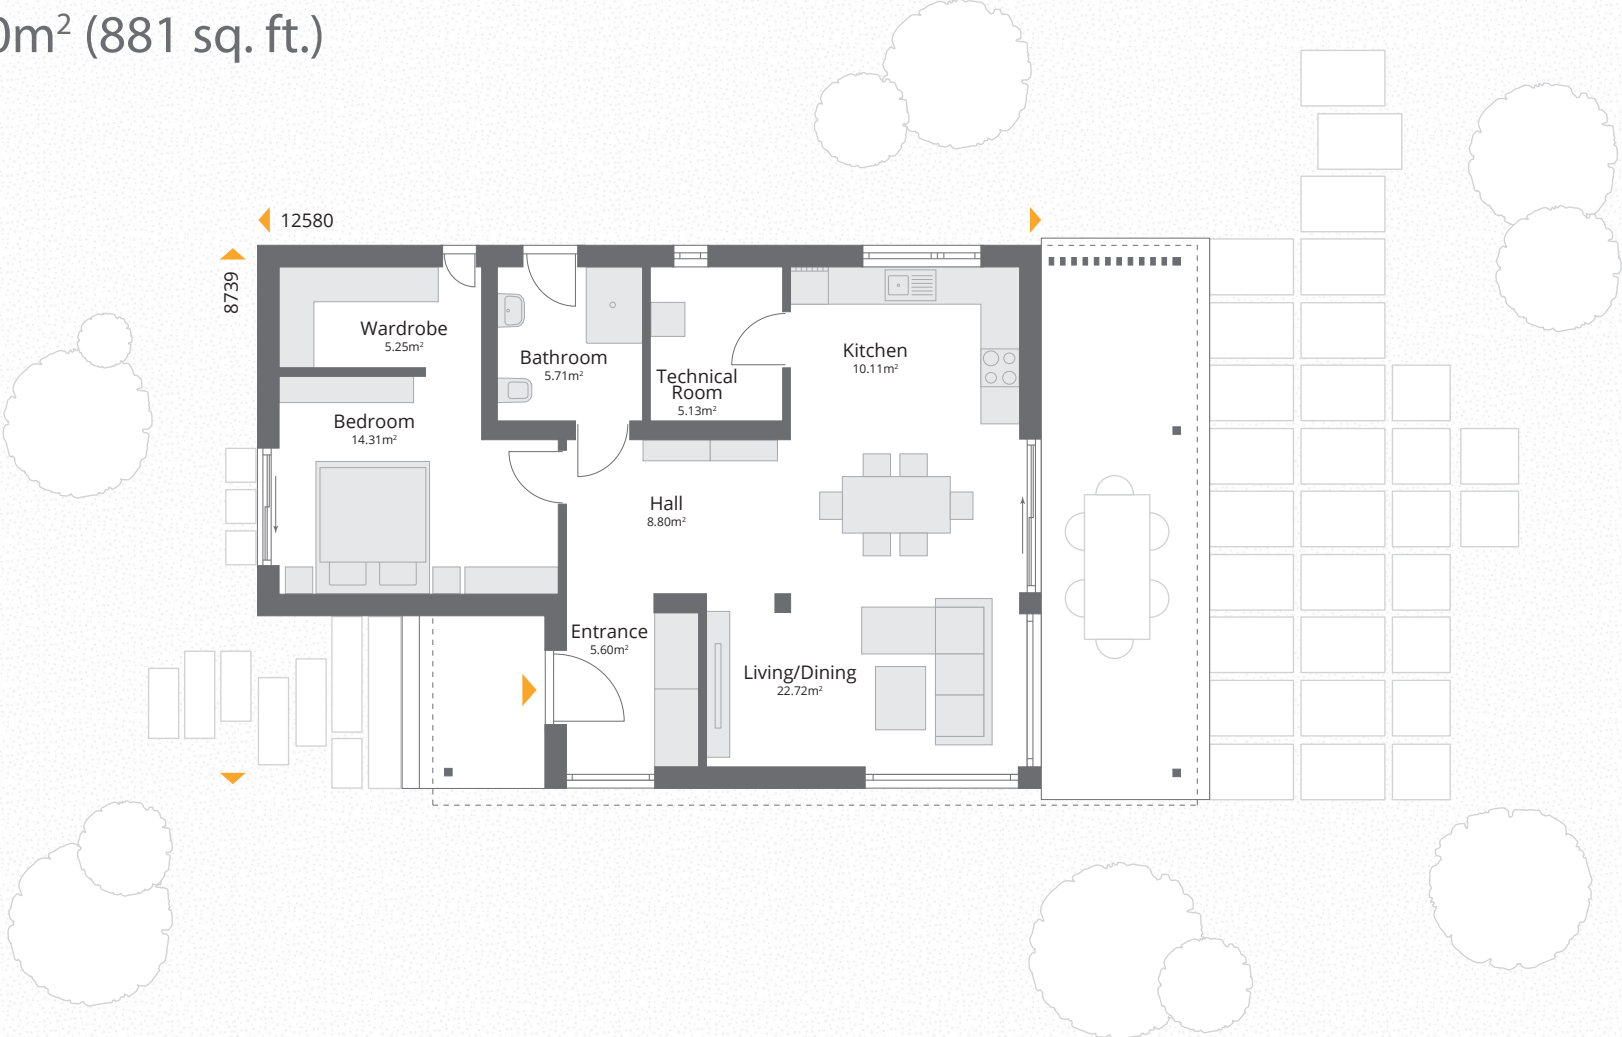 0m² (881 sq. ft.)
12580
8739
Wardrobe
5.25m²
Bathroom
5.71m²
Technical
Room
5.13m²
Kitchen
10.11m²
Bedroom
14.31m²
Hall
8.80m²
Entrance
5.60m²
Living/Dining
22.72m²